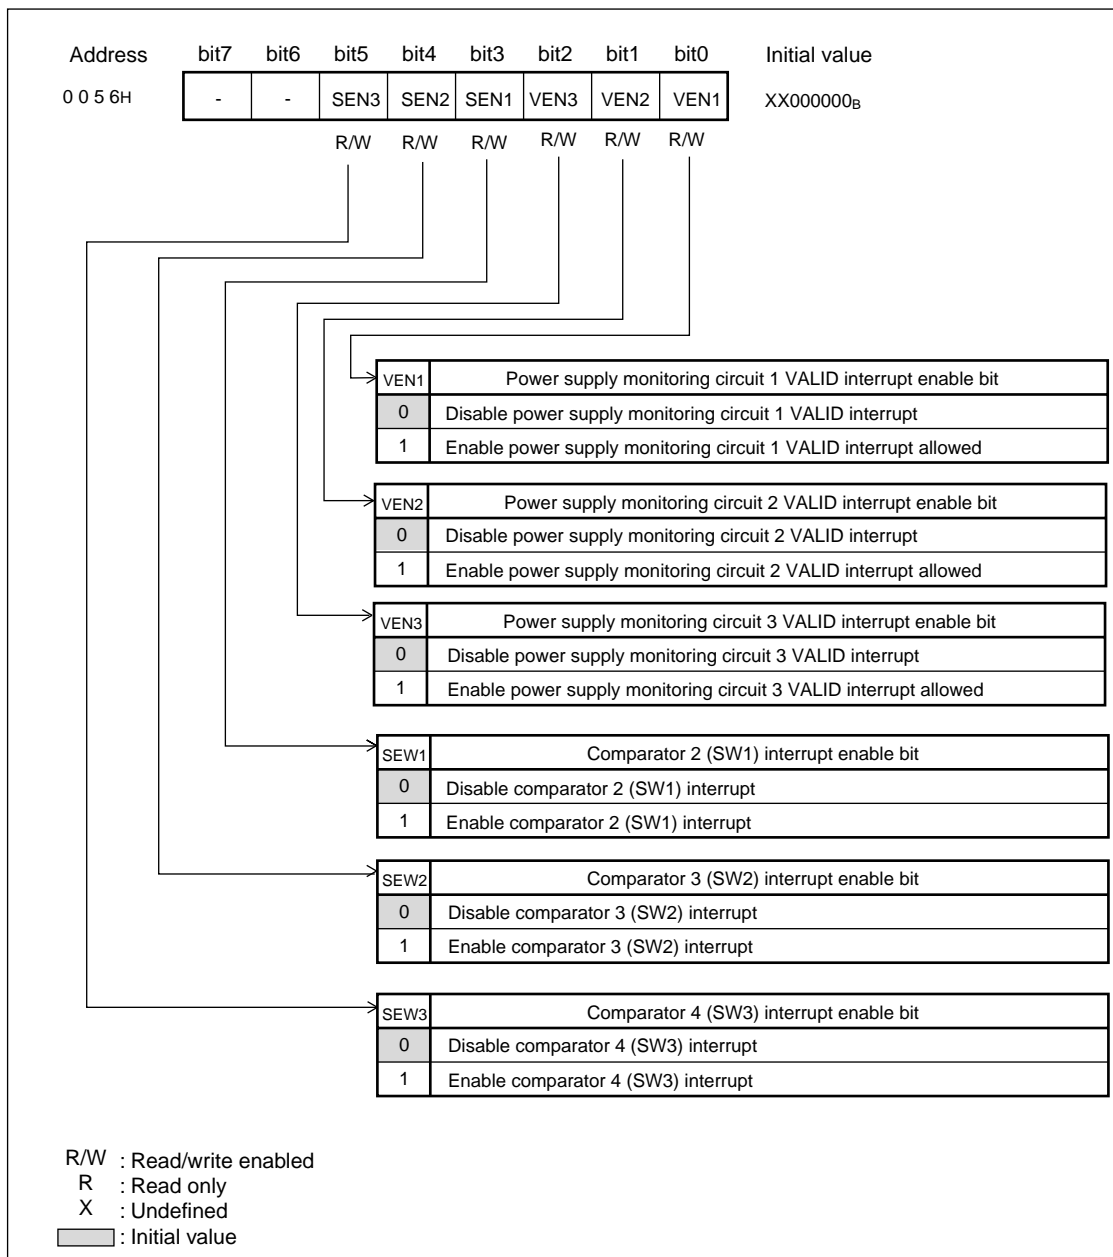 Address bit7 bit6 bit5 bit4 bit3 bit2 bit1 bit0 Initial value
0 0 5 6H - - SEN3 SEN2 SEN1 VEN3 VEN2 VEN1 XX000000B
R/W R/W R/W R/W R/W R/W
VEN1 Power supply monitoring circuit 1 VALID interrupt enable bit
0 Disable power supply monitoring circuit 1 VALID interrupt
1 Enable power supply monitoring circuit 1 VALID interrupt allowed
VEN2 Power supply monitoring circuit 2 VALID interrupt enable bit
0 Disable power supply monitoring circuit 2 VALID interrupt
1 Enable power supply monitoring circuit 2 VALID interrupt allowed
VEN3 Power supply monitoring circuit 3 VALID interrupt enable bit
0 Disable power supply monitoring circuit 3 VALID interrupt
1 Enable power supply monitoring circuit 3 VALID interrupt allowed
SEW1 Comparator 2 (SW1) interrupt enable bit
0 Disable comparator 2 (SW1) interrupt
1 Enable comparator 2 (SW1) interrupt
SEW2 Comparator 3 (SW2) interrupt enable bit
0 Disable comparator 3 (SW2) interrupt
1 Enable comparator 3 (SW2) interrupt
SEW3 Comparator 4 (SW3) interrupt enable bit
0 Disable comparator 4 (SW3) interrupt
1 Enable comparator 4 (SW3) interrupt
R/W : Read/write enabled
R : Read only
X : Undefined
: Initial value